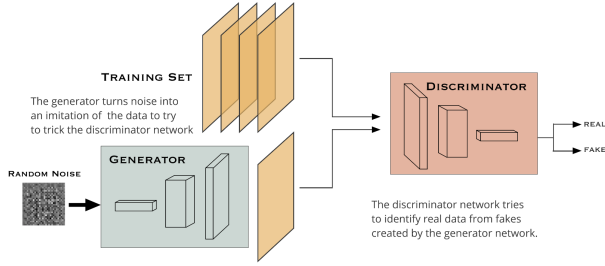 TRAINING SET
The generator turns noise into
an imitation of the data to try
to trick the discriminator network
GENERATOR
RANDOM NOISE
DISCRIMINATOR
REAL
FAKE
The discriminator network tries
to identify real data from fakes
created by the generator network.